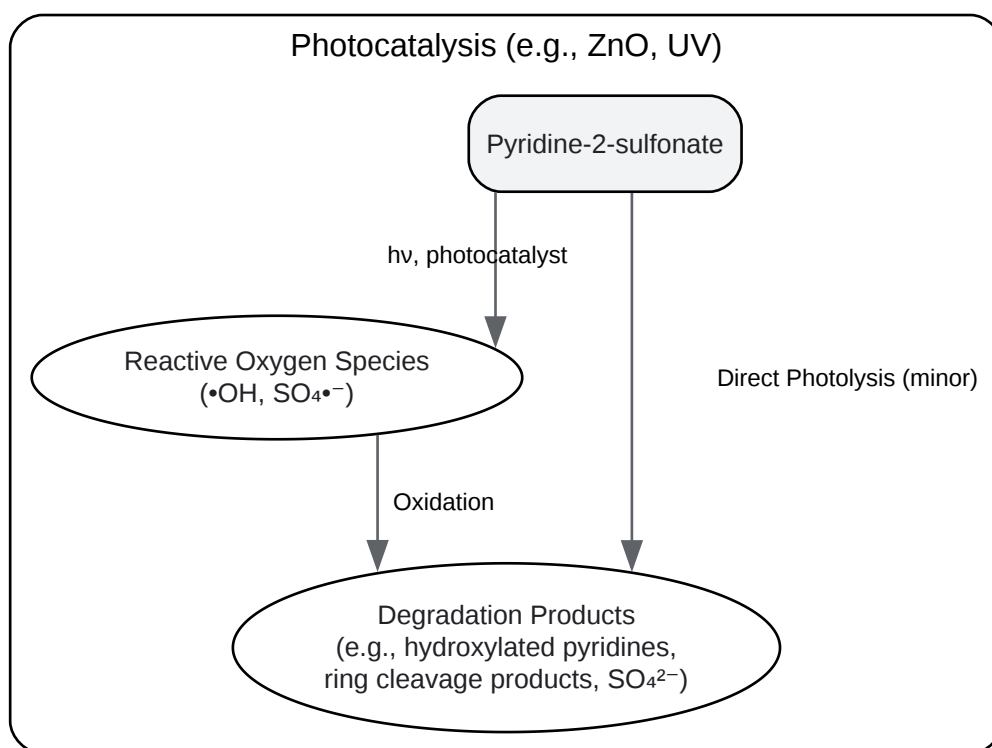 Photocatalysis (e.g., ZnO, UV)
Pyridine-2-sulfonate
hν, photocatalyst
Reactive Oxygen Species
(•OH, SO₄•⁻)
Direct Photolysis (minor)
Oxidation
Degradation Products
(e.g., hydroxylated pyridines,
ring cleavage products, SO₄²⁻)